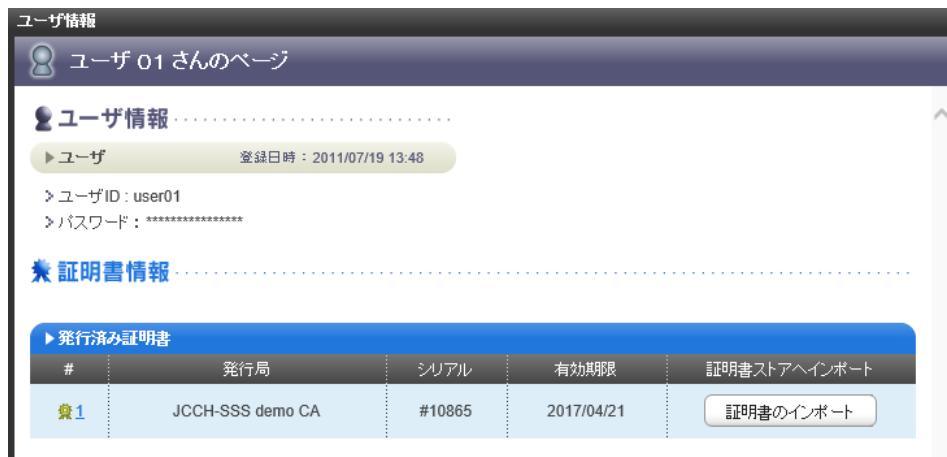 ユーザ情報
ユーザ 01 さんのページ
ユーザ情報
ユーザ 登録日時：2011/07/19 13:48
ユーザID : user01
パスワード：****************
証明書情報
発行済み証明書
# 発行局 シリアル 有効期限 証明書ストアへインポート
1 JCCH-SSS demo CA #10865 2017/04/21 証明書のインポート